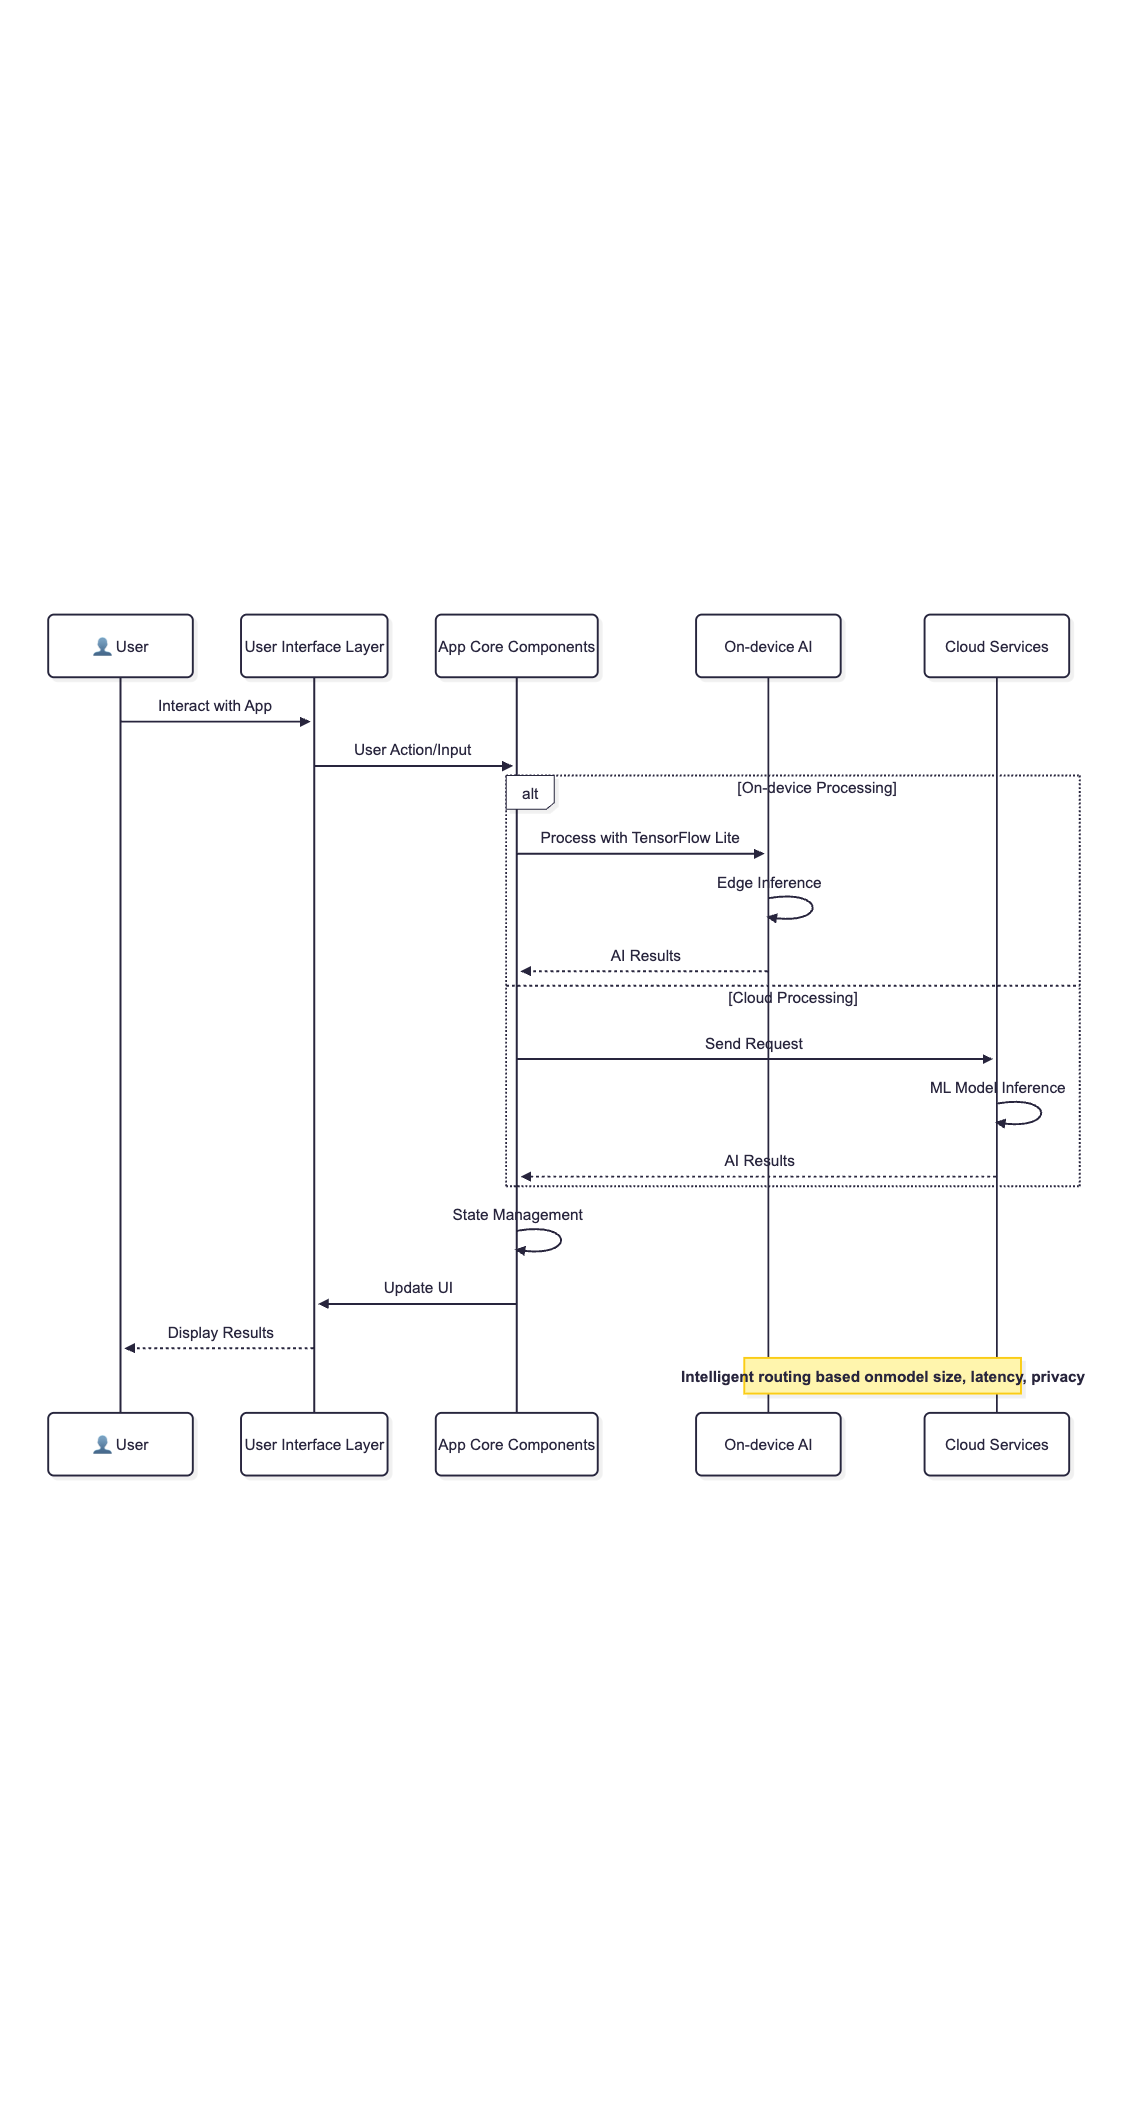 User
User Interface Layer
App Core Components
On-device AI
Cloud Services
Interact with App
User Action/Input
alt
[On-device Processing]
Process with TensorFlow Lite
Edge Inference
AI Results
[Cloud Processing]
Send Request
ML Model Inference
AI Results
State Management
Update UI
Display Results
Intelligent routing based onmodel size, latency, privacy
User
User Interface Layer
App Core Components
On-device AI
Cloud Services